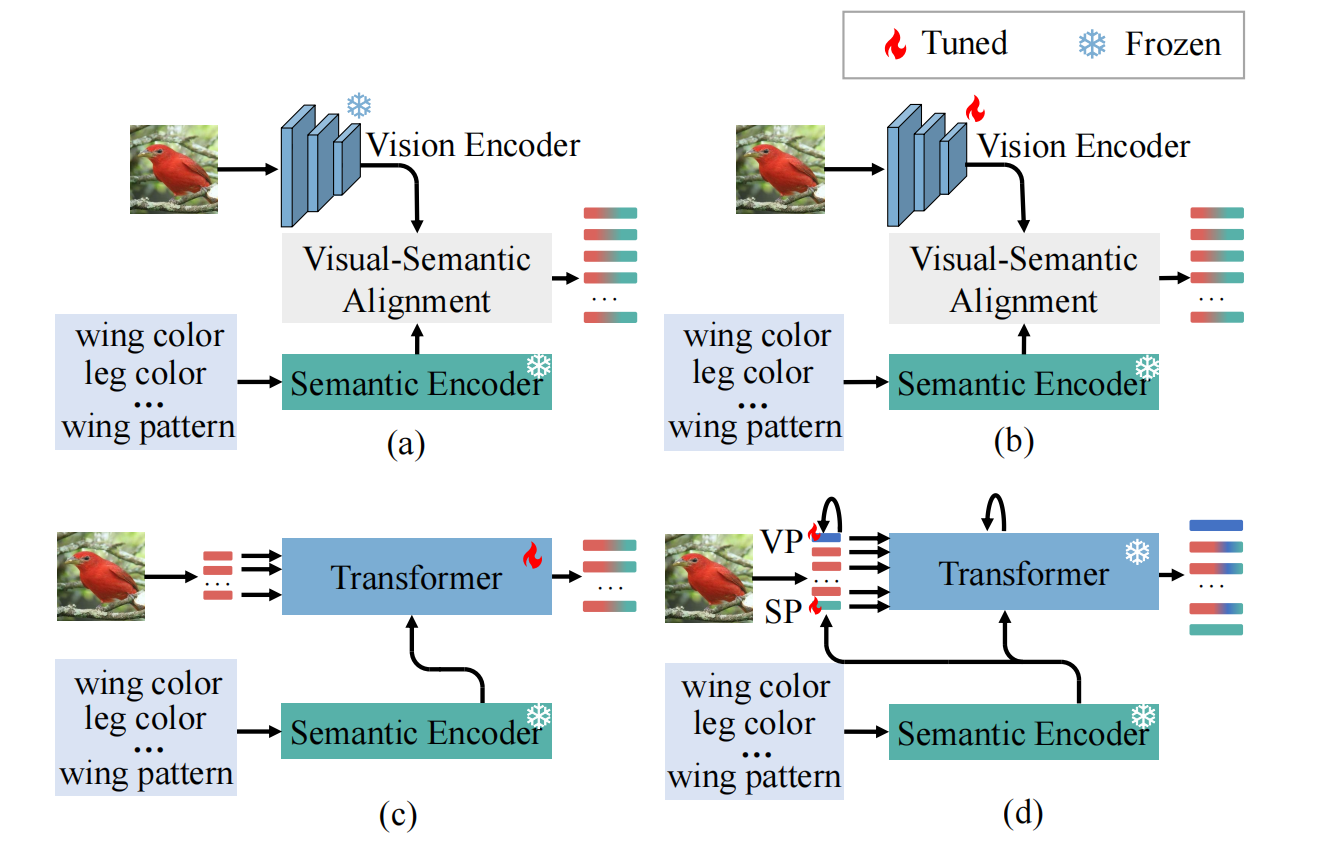 Tuned
Frozen
Vision Encoder
Visual-Semantic
Alignment
...
wing color
leg color
...
wing pattern
Semantic Encoder
(a)
Vision Encoder
Visual-Semantic
Alignment
...
wing color
leg color
...
wing pattern
Semantic Encoder
(b)
...
Transformer
...
wing color
leg color
...
wing pattern
Semantic Encoder
(c)
VP
...
SP
Transformer
...
wing color
leg color
...
wing pattern
Semantic Encoder
(d)